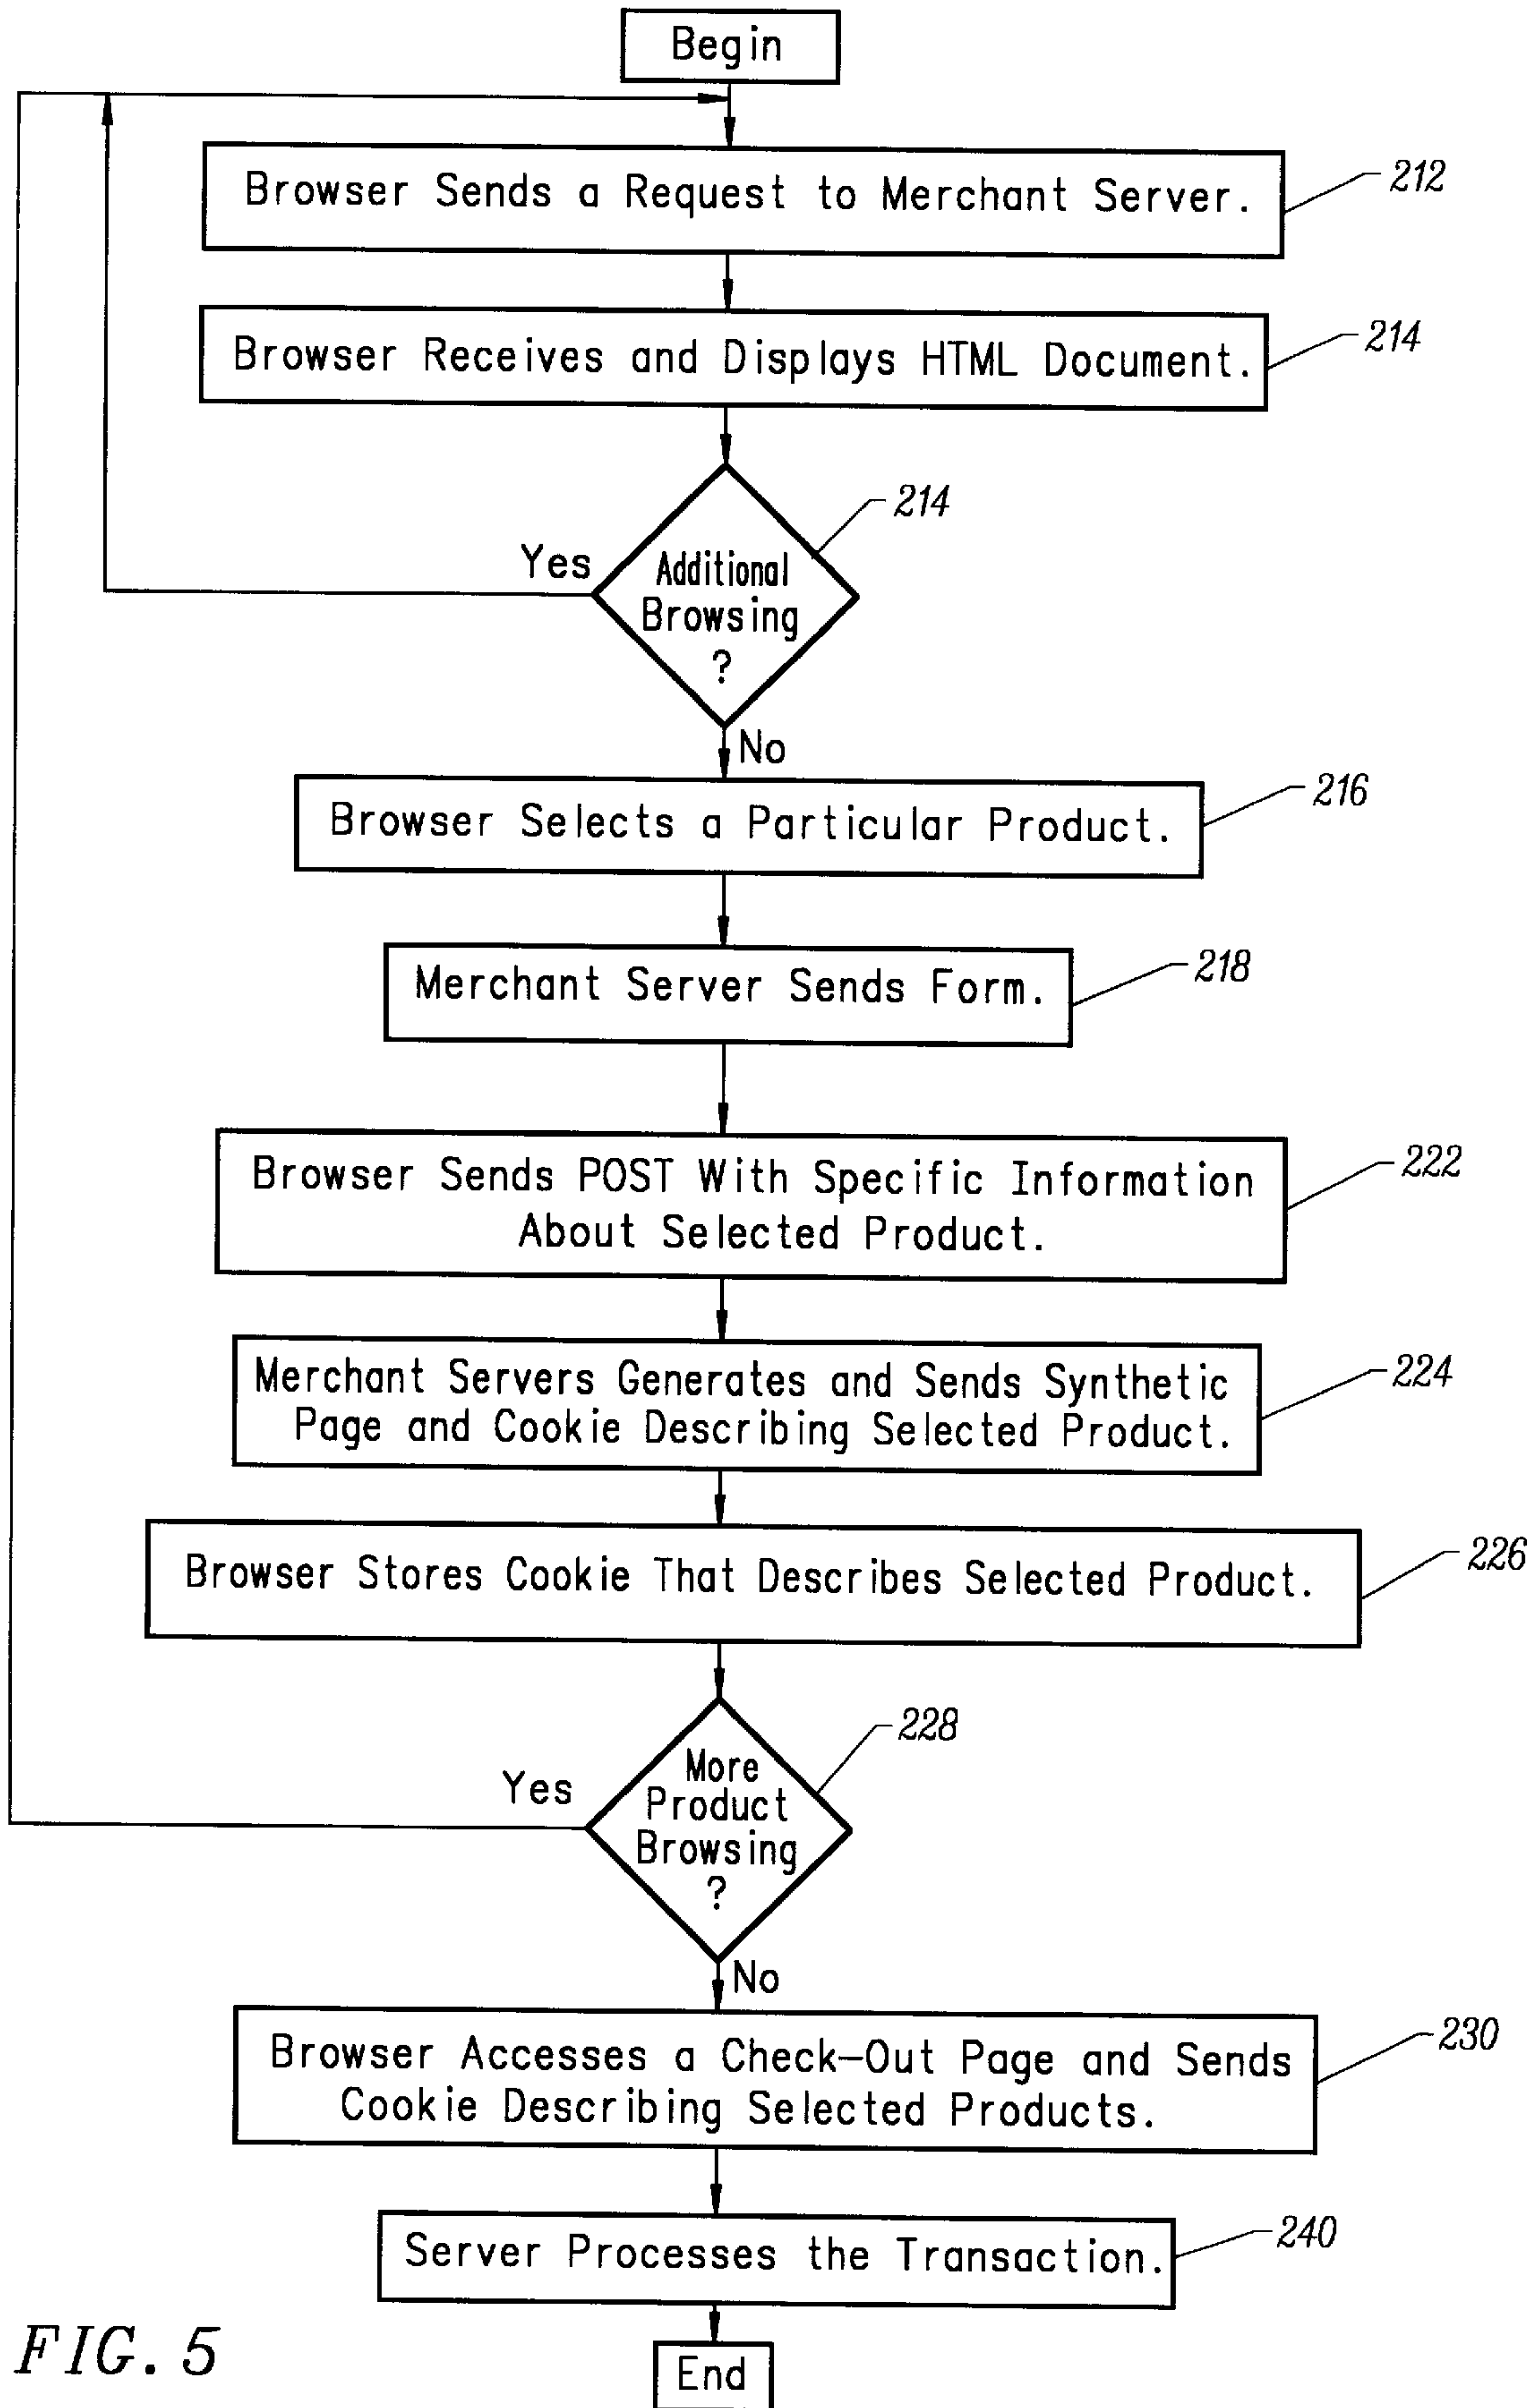 Begin
Browser Sends a Request to Merchant Server.
212
Browser Receives and Displays HTML Document.
214
214
Yes
Additional
Browsing
?
No
Browser Selects a Particular Product.
216
Merchant Server Sends Form.
218
Browser Sends POST With Specific Information
About Selected Product.
222
Merchant Servers Generates and Sends Synthetic
Page and Cookie Describing Selected Product.
224
Browser Stores Cookie That Describes Selected Product.
226
228
Yes
More
Product
Browsing
?
No
Browser Accesses a Check-Out Page and Sends
Cookie Describing Selected Products.
230
Server Processes the Transaction.
240
End
FIG. 5